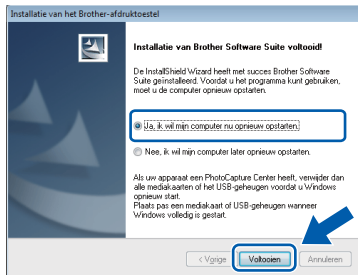 Installatie van het Brother-afdruktoestel
Installatie van Brother Software Suite voltooid!
De InstallShield Wizard heeft met succes Brother Software
Suite geïnstalleerd. Voordat u het programma kunt gebruiken,
moet u de computer opnieuw opstarten.
Ja, ik wil mijn computer nu opnieuw opstarten.
Nee, ik wil mijn computer later opnieuw opstarten.
Als uw apparaat een PhotoCapture Center heeft, verwijder dan
alle mediakaarten of het USB-geheugen voordat u Windows
opnieuw start.
Plaats pas een mediakaart of USB-geheugen wanneer
Windows volledig is gestart.
< Vorige
Voltooien
Annuleren